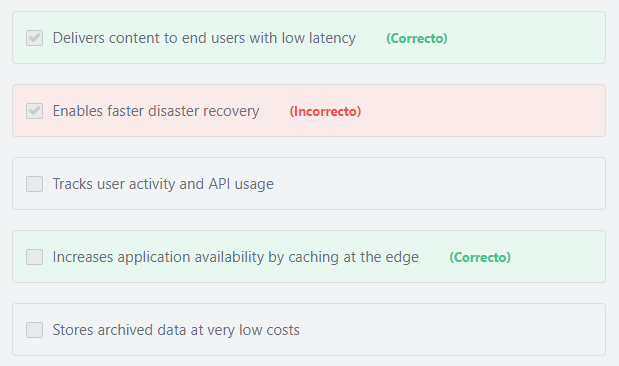 Delivers content to end users with low latency (Correcto)
Enables faster disaster recovery (Incorrecto)
Tracks user activity and API usage
Increases application availability by caching at the edge (Correcto)
Stores archived data at very low costs